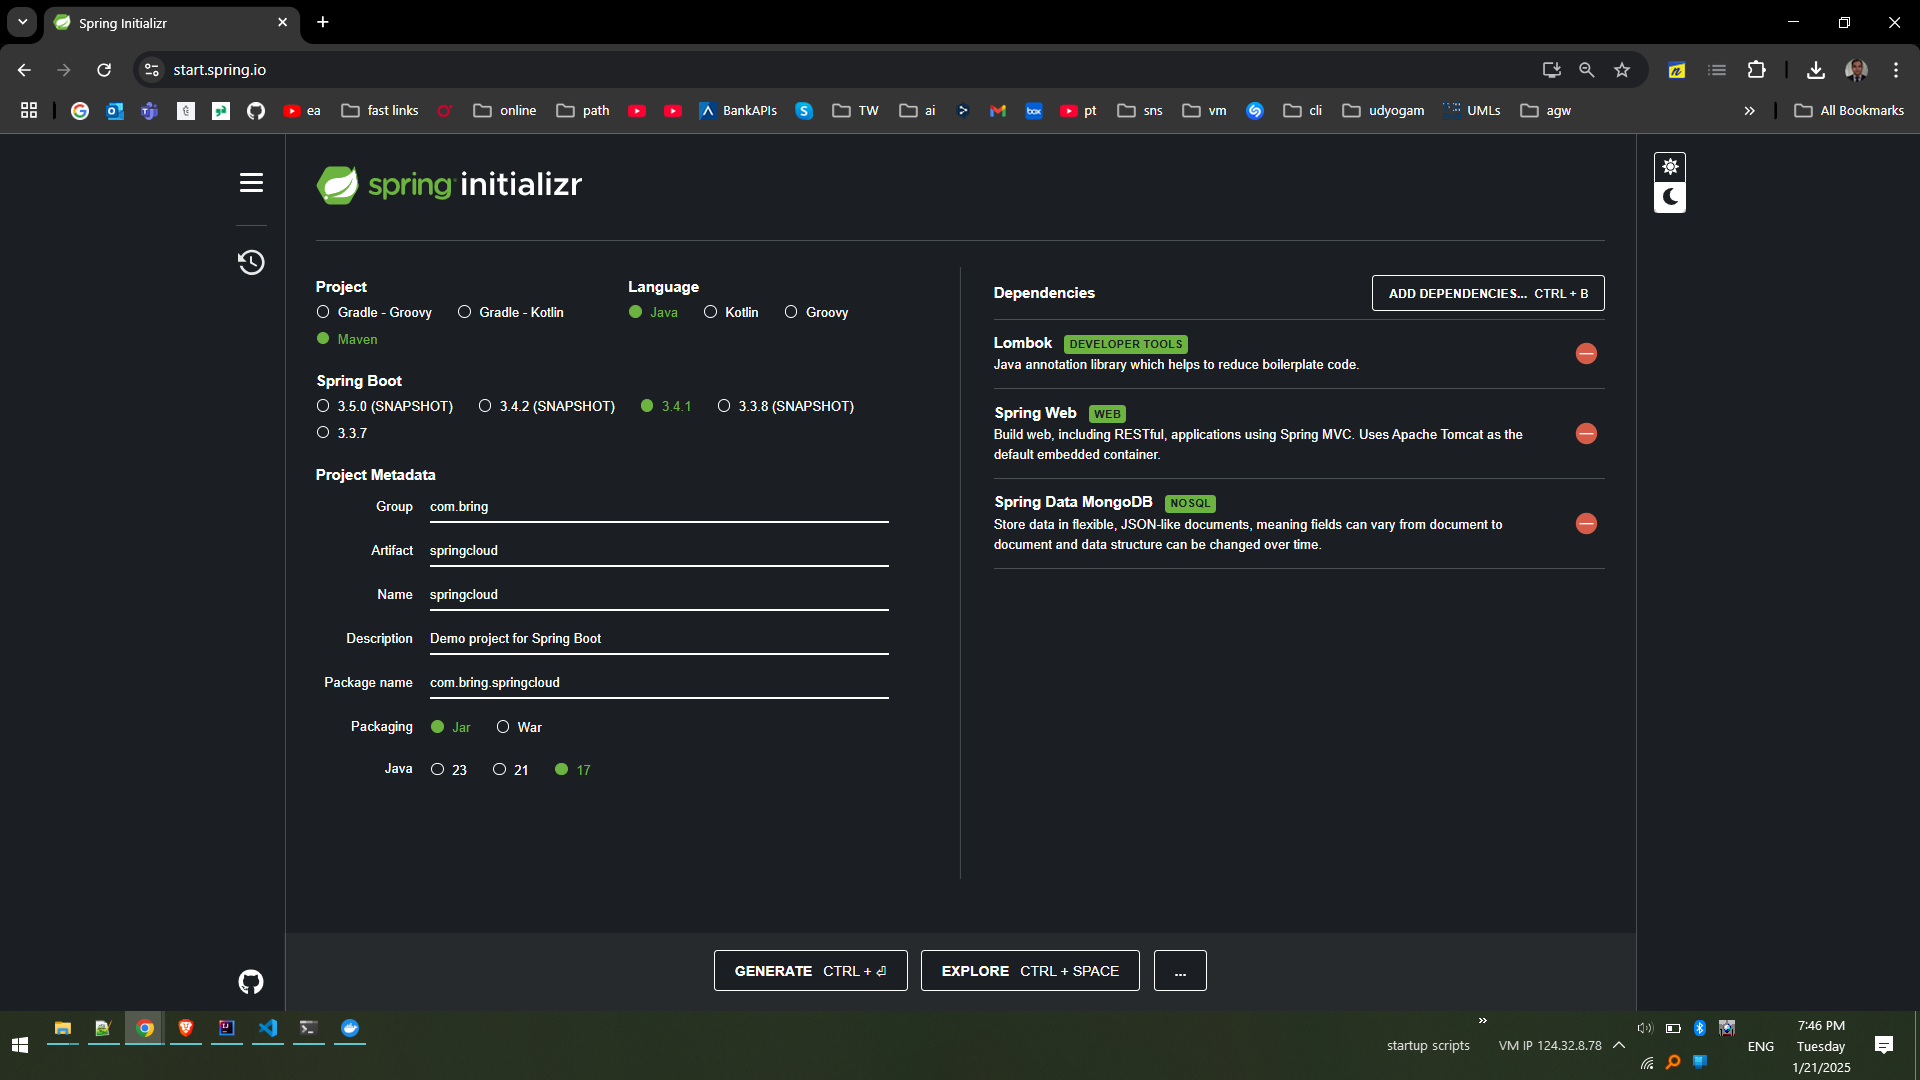 Spring Initializr
start.spring.io
ea
fast links
online
path
BankAPIs
TW
ai
box
pt
sns
vm
cli
udyogam
UMLs
agw
»
All Bookmarks
spring initializr
Project
Gradle - Groovy
Gradle - Kotlin
Maven
Language
Java
Kotlin
Groovy
Spring Boot
3.5.0 (SNAPSHOT)
3.4.2 (SNAPSHOT)
3.4.1
3.3.8 (SNAPSHOT)
3.3.7
Project Metadata
Group com.bring
Artifact springcloud
Name springcloud
Description Demo project for Spring Boot
Package name com.bring.springcloud
Packaging Jar War
Java 23 21 17
Dependencies
ADD DEPENDENCIES... CTRL + B
Lombok DEVELOPER TOOLS
Java annotation library which helps to reduce boilerplate code.
Spring Web WEB
Build web, including RESTful, applications using Spring MVC. Uses Apache Tomcat as the
default embedded container.
Spring Data MongoDB NOSQL
Store data in flexible, JSON-like documents, meaning fields can vary from document to
document and data structure can be changed over time.
GENERATE CTRL + ⏎
EXPLORE CTRL + SPACE
...
»
startup scripts
VM IP 124.32.8.78
ENG
7:46 PM
Tuesday
1/21/2025